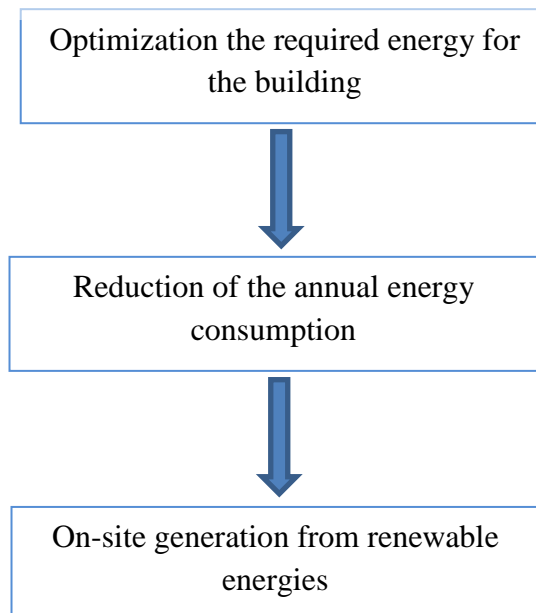 Optimization the required energy for
the building
Reduction of the annual energy
consumption
On-site generation from renewable
energies